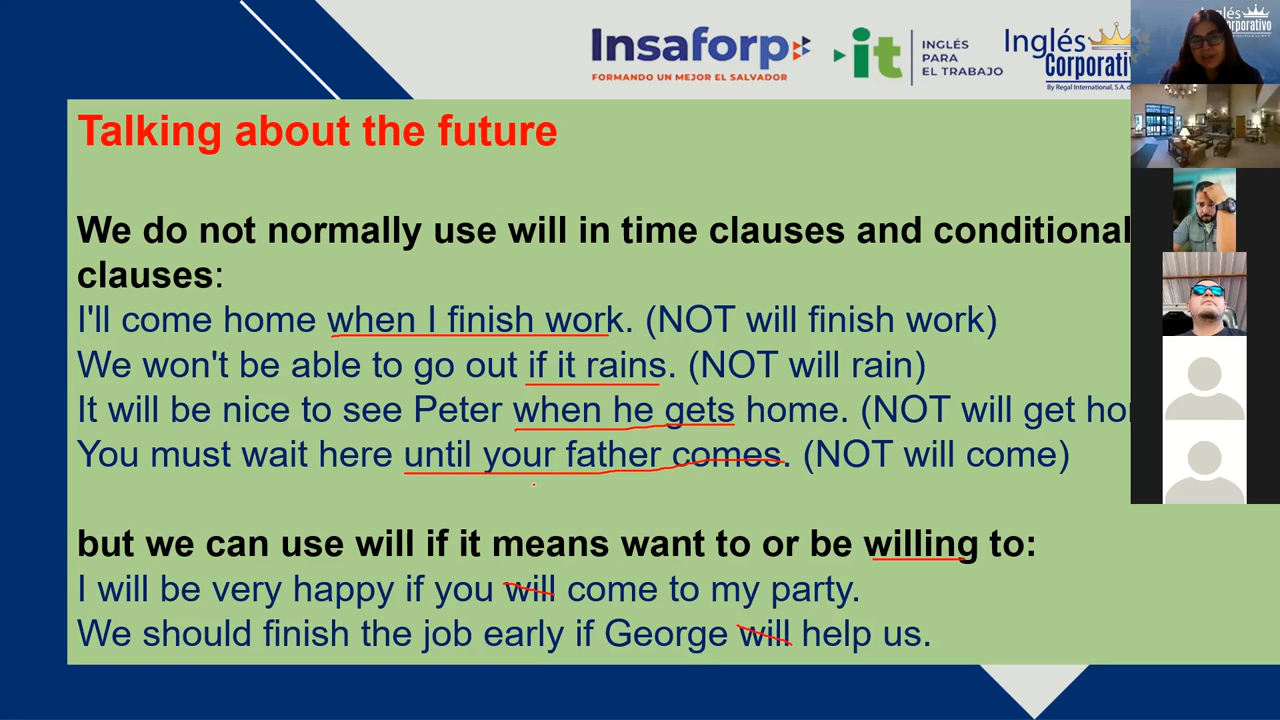 Insaforp
FORMANDO UN MEJOR EL SALVADOR
it
INGLÉS
PARA
EL TRABAJO
Inglés
Corporativ
By Regal International, S.A. d
Talking about the future
We do not normally use will in time clauses and conditional
clauses:
I'll come home when I finish work. (NOT will finish work)
We won't be able to go out if it rains. (NOT will rain)
It will be nice to see Peter when he gets home. (NOT will get ho
You must wait here until your father comes. (NOT will come)
but we can use will if it means want to or be willing to:
I will be very happy if you will come to my party.
We should finish the job early if George will help us.